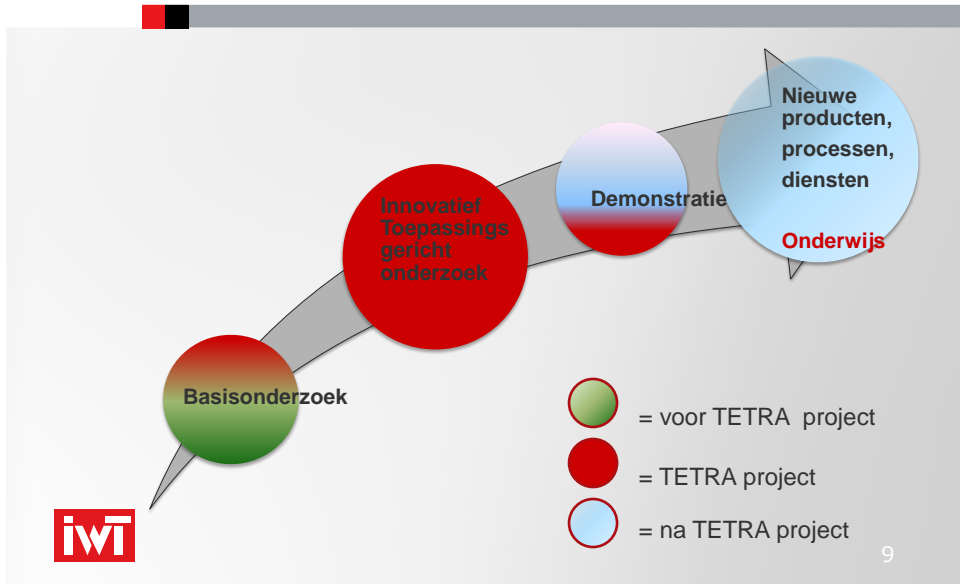 Nieuwe
producten,
processen,
diensten
Onderwijs
Demonstratie
Innovatief
Toepassings
gericht
onderzoek
Basisonderzoek
= voor TETRA project
= TETRA project
= na TETRA project
iwt
9